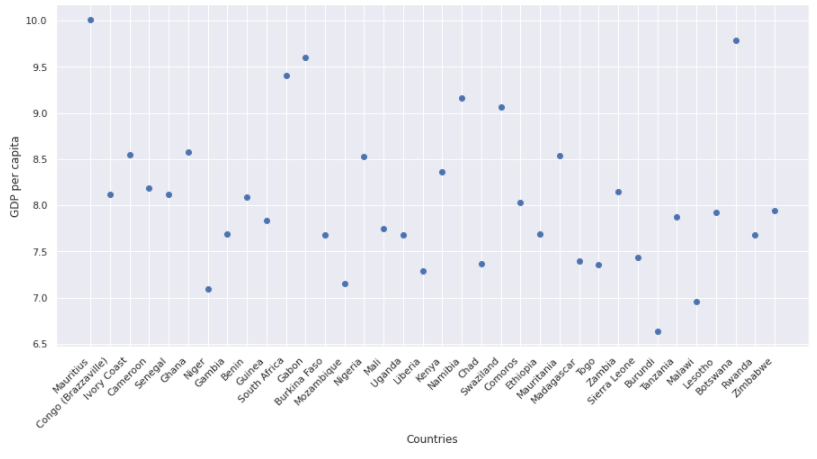 10.0
9.5
9.0
8.5
8.0
7.5
7.0
6.5
GDP per capita
Mauritius
Congo (Brazzaville)
Ivory Coast
Cameroon
Senegal
Ghana
Niger
Gambia
Benin
Guinea
South Africa
Gabon
Burkina Faso
Mozambique
Nigeria
Mali
Uganda
Liberia
Kenya
Namibia
Chad
Swaziland
Comoros
Ethiopia
Mauritania
Madagascar
Togo
Zambia
Sierra Leone
Burundi
Tanzania
Malawi
Lesotho
Botswana
Rwanda
Zimbabwe
Countries